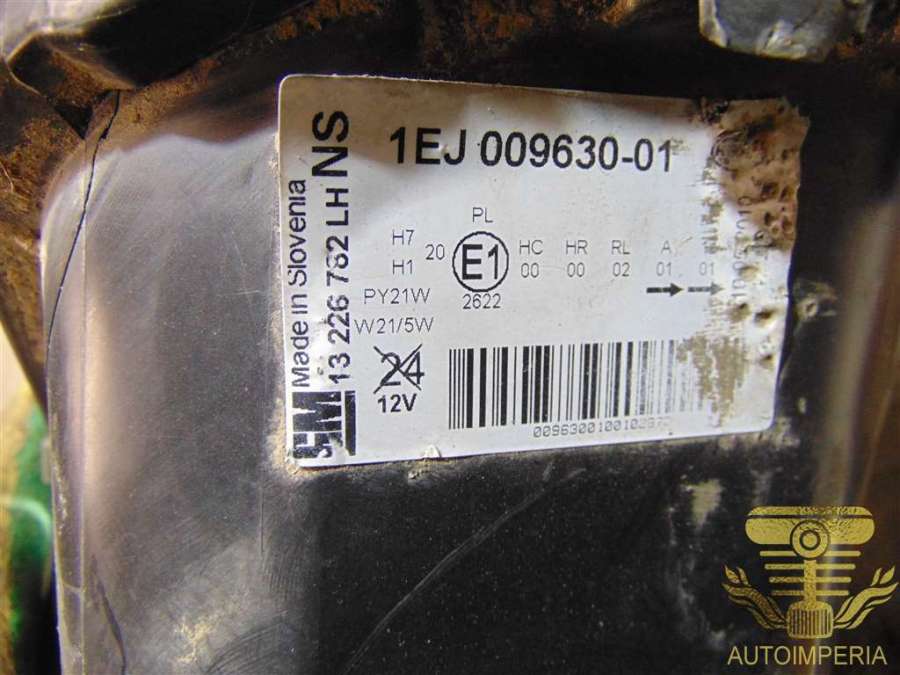 1EJ 009630-01
Made in Slovenia
13 226 782 LH NS
GM
PL
H7
H1
20
E1
2622
HC HR RL A
00 00 02 01 01
PY21W
W21/5W
24
12V
AUTOIMPERIA